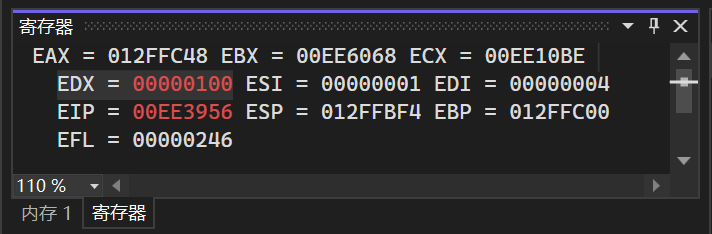 寄存器
EAX = 012FFC48 EBX = 00EE6068 ECX = 00EE10BE
EDX = 00000100 ESI = 00000001 EDI = 00000004
EIP = 00EE3956 ESP = 012FFBF4 EBP = 012FFC00
EFL = 00000246
110 %
内存 1 寄存器